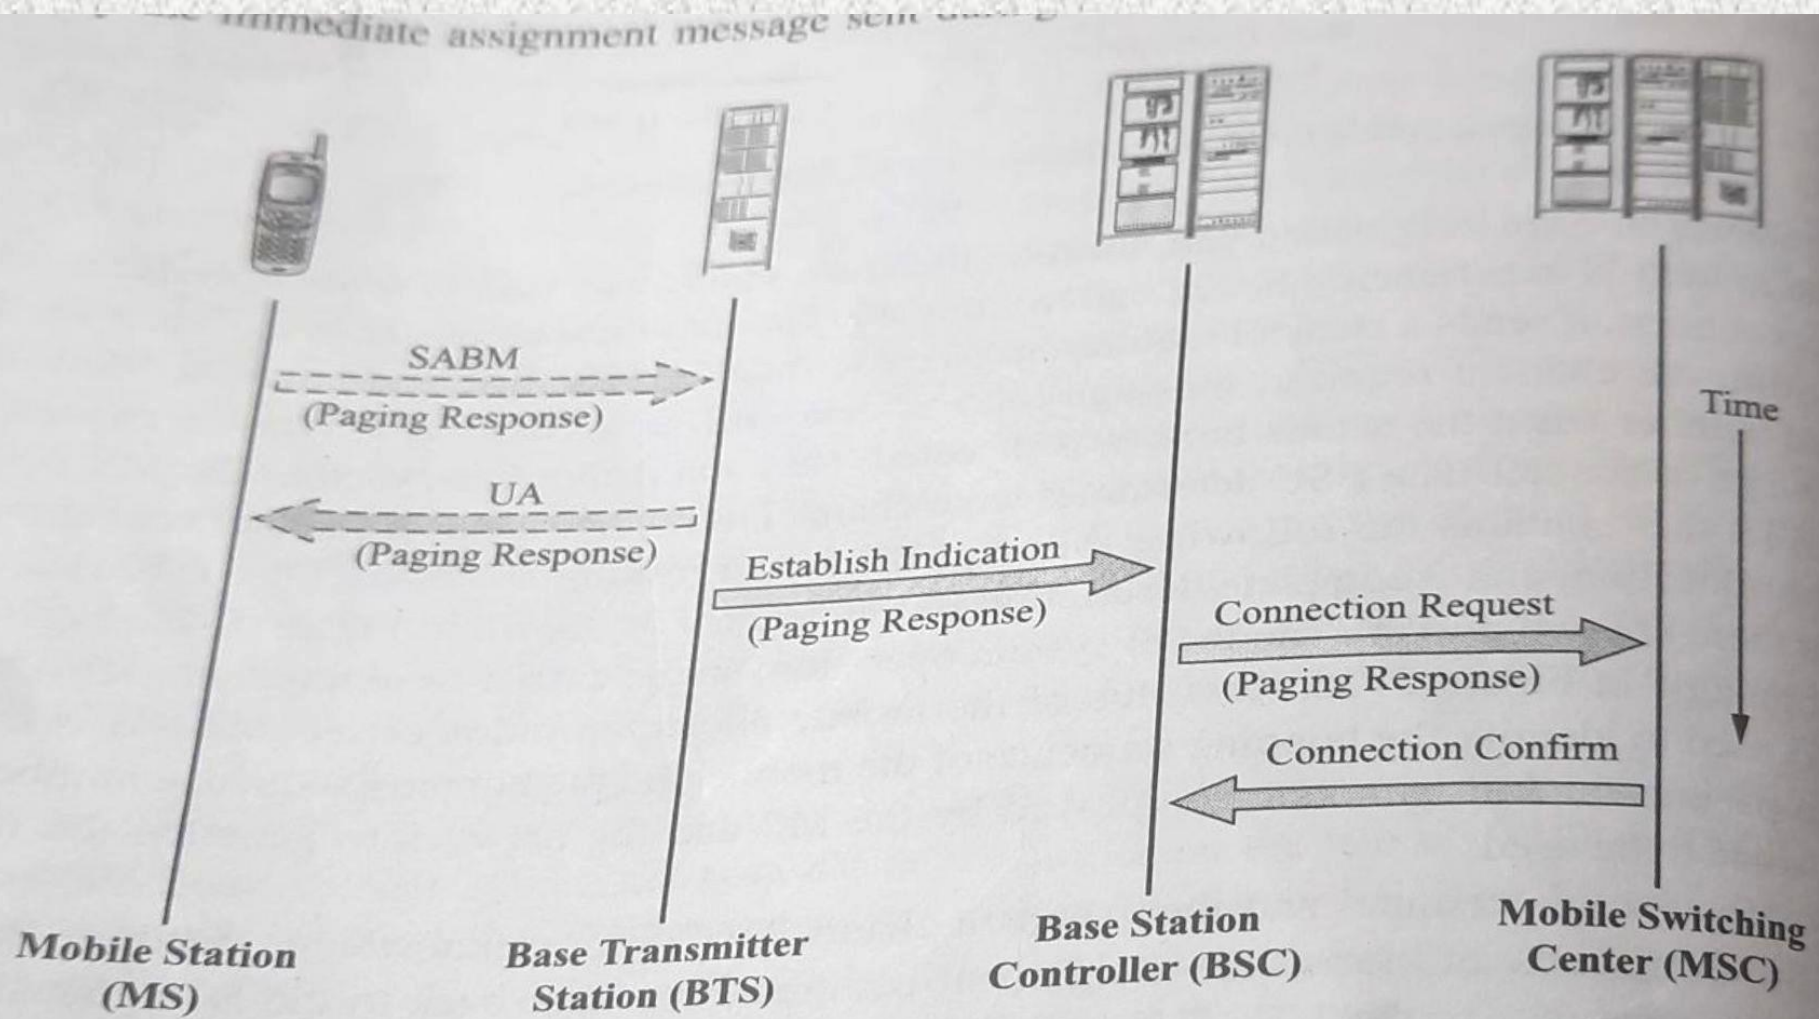 immediate assignment message sent
SABM
(Paging Response)
UA
(Paging Response)
Establish Indication
(Paging Response)
Connection Request
(Paging Response)
Connection Confirm
Time
Mobile Station
(MS)
Base Transmitter
Station (BTS)
Base Station
Controller (BSC)
Mobile Switching
Center (MSC)